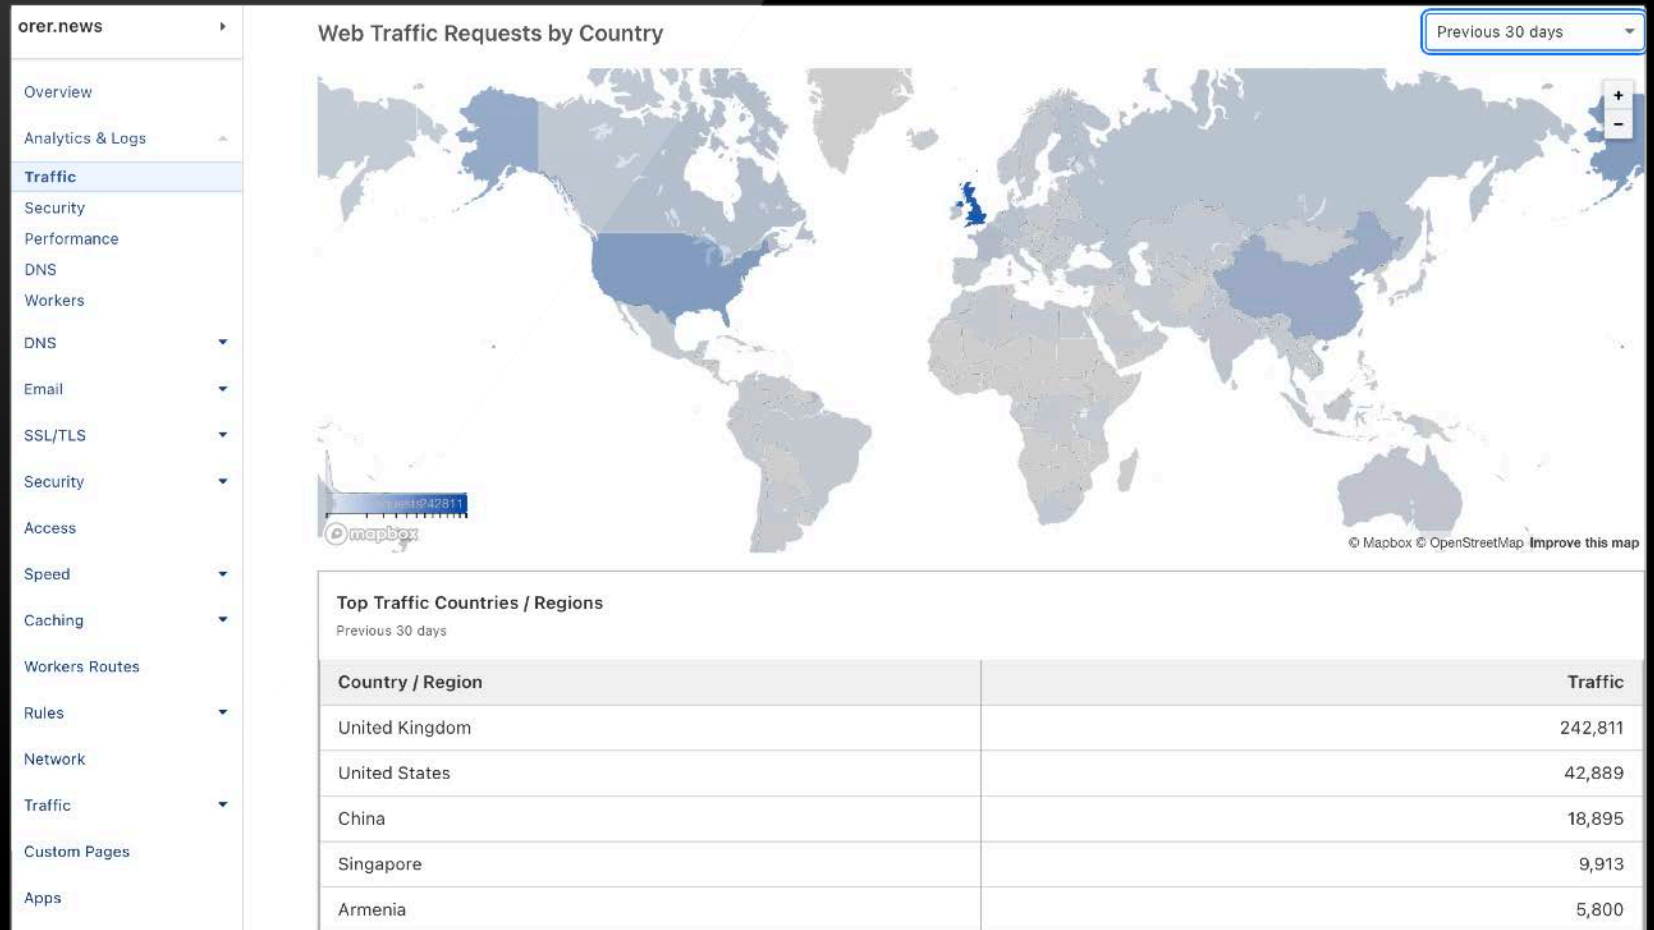 orer.news
Overview
Analytics & Logs
Traffic
Security
Performance
DNS
Workers
DNS
Email
SSL/TLS
Security
Access
Speed
Caching
Workers Routes
Rules
Network
Traffic
Custom Pages
Apps
Web Traffic Requests by Country
Previous 30 days
+
-
242811
mapbox
© Mapbox © OpenStreetMap Improve this map
Top Traffic Countries / Regions
Previous 30 days
Country / Region Traffic
United Kingdom 242,811
United States 42,889
China 18,895
Singapore 9,913
Armenia 5,800